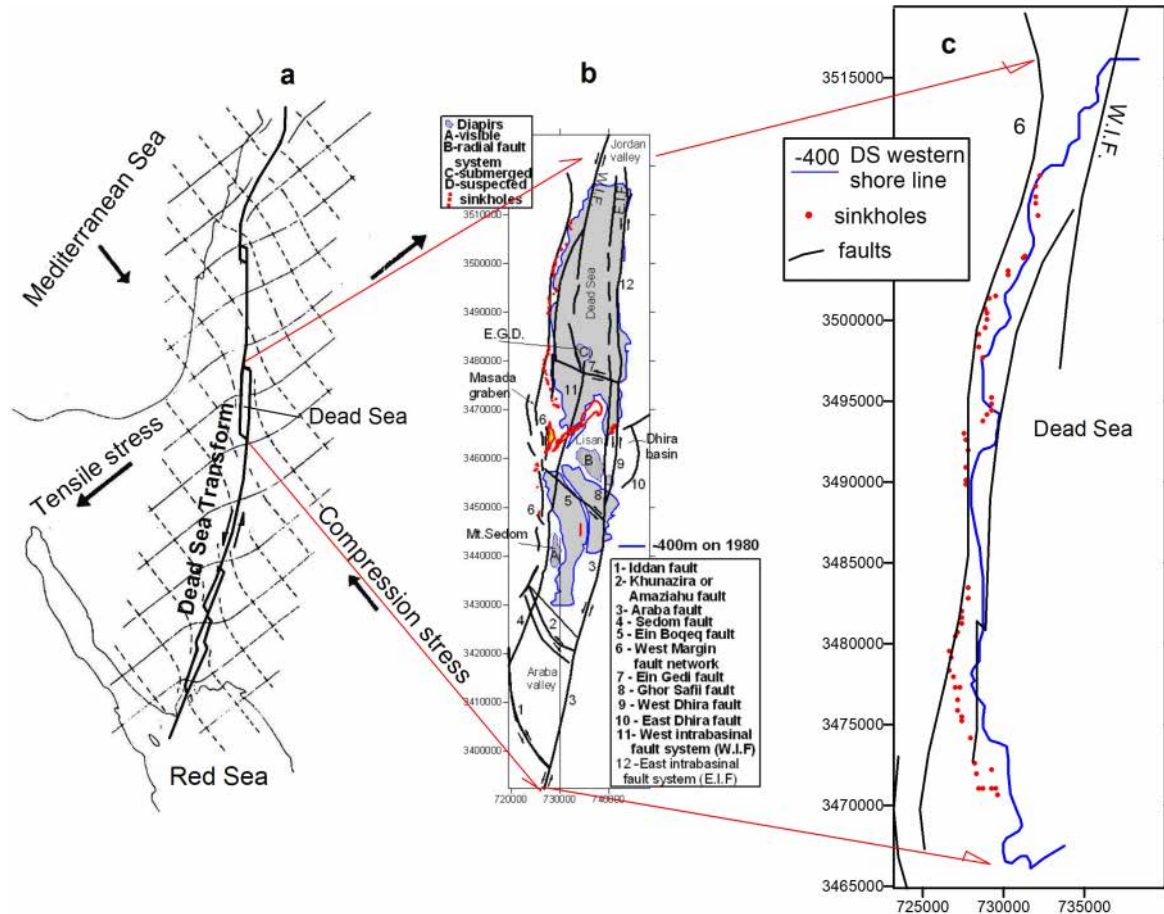 a
Mediterranean Sea
Dead Sea
Tensile stress
Dead Sea Transform
Compression stress
Red Sea
b
Diapirs
A-visible
B-radial fault
system
C-submerged
D-suspected
sinkholes
Jordan
valley
W.I.F
E.I.F
3510000
3500000
3490000
3480000
3470000
3460000
3450000
3440000
3430000
3420000
3410000
3400000
720000
730000
740000
Dead Sea
12
E.G.D.
C
7
Masada
graben
11
6
Lisan
Dhira
basin
B
9
10
8
5
6
Mt.Sedom
A
3
4
2
Araba
valley
1
3
-400m on 1980
1- Iddan fault
2- Khunazira or
Amaziahu fault
3- Araba fault
4 - Sedom fault
5 - Ein Boqeq fault
6 - West Margin
fault network
7 - Ein Gedi fault
8 - Ghor Safii fault
9 - West Dhira fault
10 - East Dhira fault
11- West intrabasinal
fault system (W.I.F)
12 -East intrabasinal
fault system (E.I.F)
c
6
W.I.F.
-400 DS western
shore line
sinkholes
faults
Dead Sea
3515000
3500000
3495000
3490000
3485000
3480000
3475000
3470000
3465000
725000
730000
735000